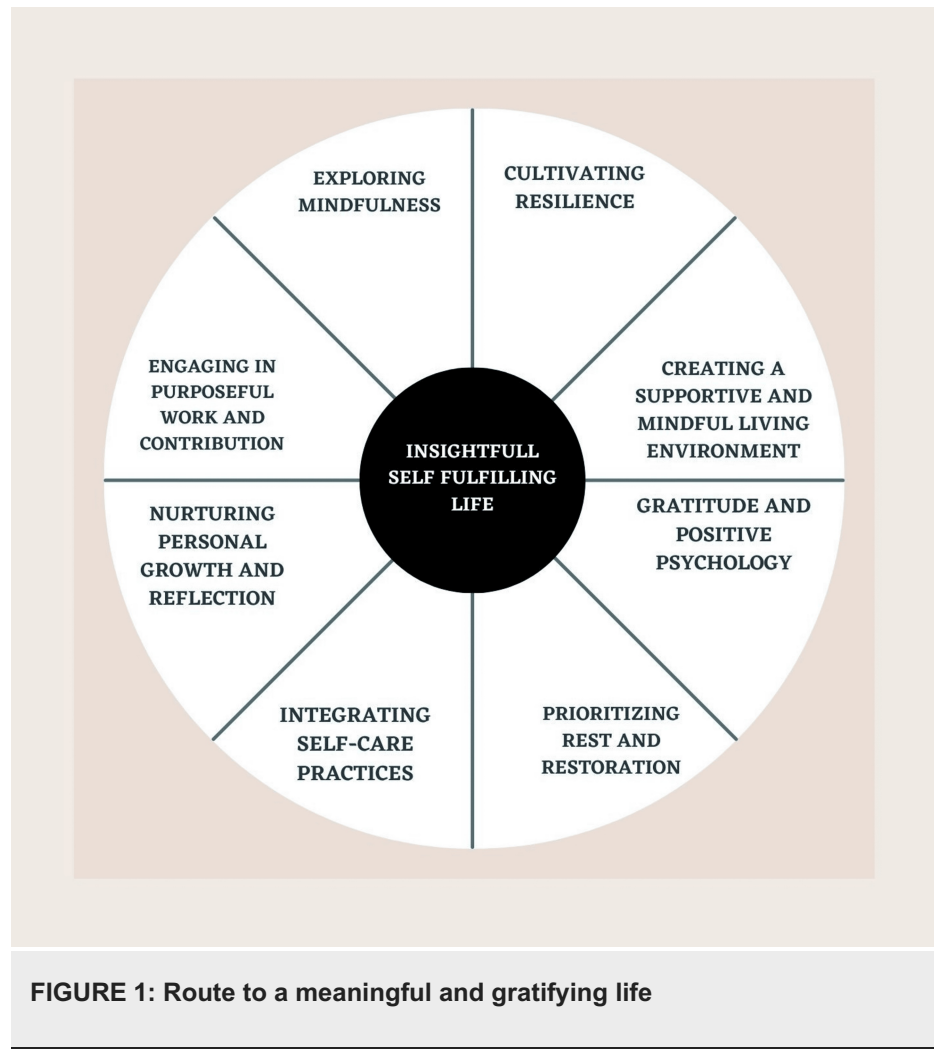 EXPLORING
MINDFULNESS
CULTIVATING
RESILIENCE
CREATING A
SUPPORTIVE AND
MINDFUL LIVING
ENVIRONMENT
GRATITUDE AND
POSITIVE
PSYCHOLOGY
PRIORITIZING
REST AND
RESTORATION
INTEGRATING
SELF-CARE
PRACTICES
NURTURING
PERSONAL
GROWTH AND
REFLECTION
ENGAGING IN
PURPOSEFUL
WORK AND
CONTRIBUTION
INSIGHTFULL
SELF FULFILLING
LIFE
FIGURE 1: Route to a meaningful and gratifying life